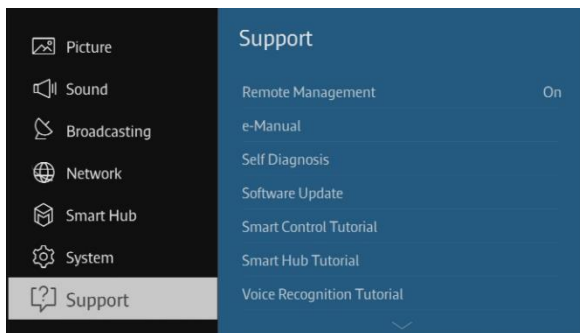 Picture
Sound
Broadcasting
Network
Smart Hub
System
[?] Support
Support
Remote Management On
e-Manual
Self Diagnosis
Software Update
Smart Control Tutorial
Smart Hub Tutorial
Voice Recognition Tutorial